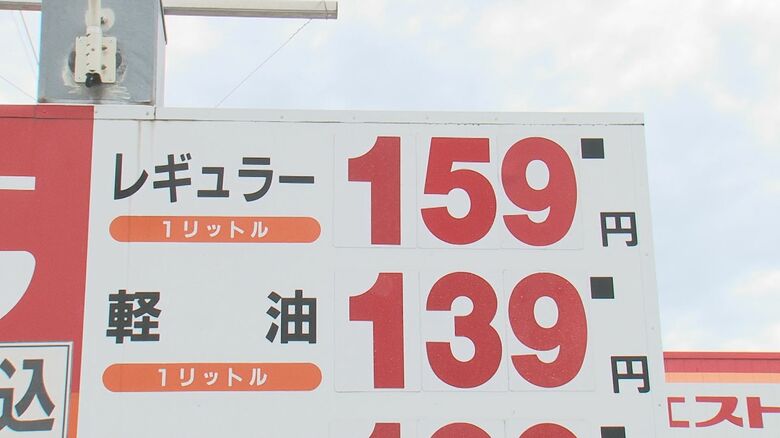 レギュラー 159 円
1リットル
軽油 139 円
1リットル
込
エスト